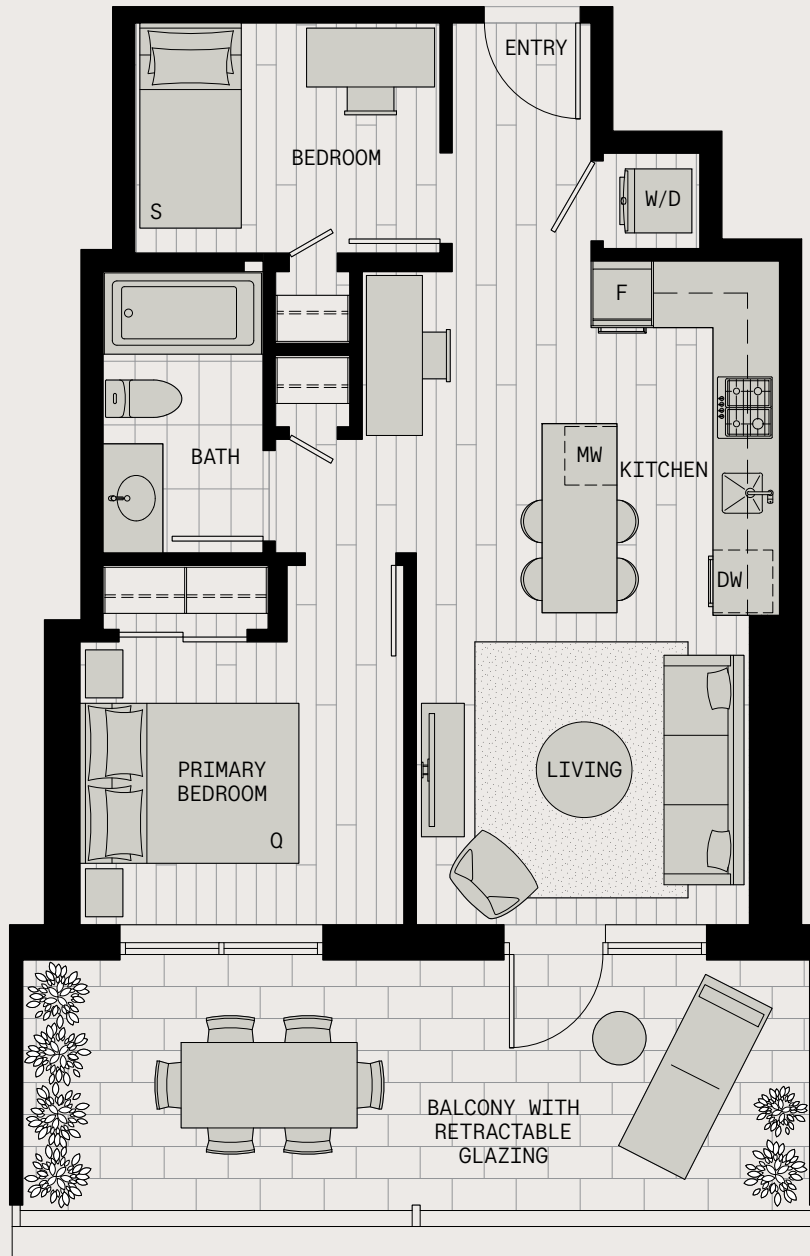 ENTRY
BEDROOM
W/D
S
F
MW
BATH
KITCHEN
DW
PRIMARY
BEDROOM
LIVING
Q
BALCONY WITH
RETRACTABLE
GLAZING